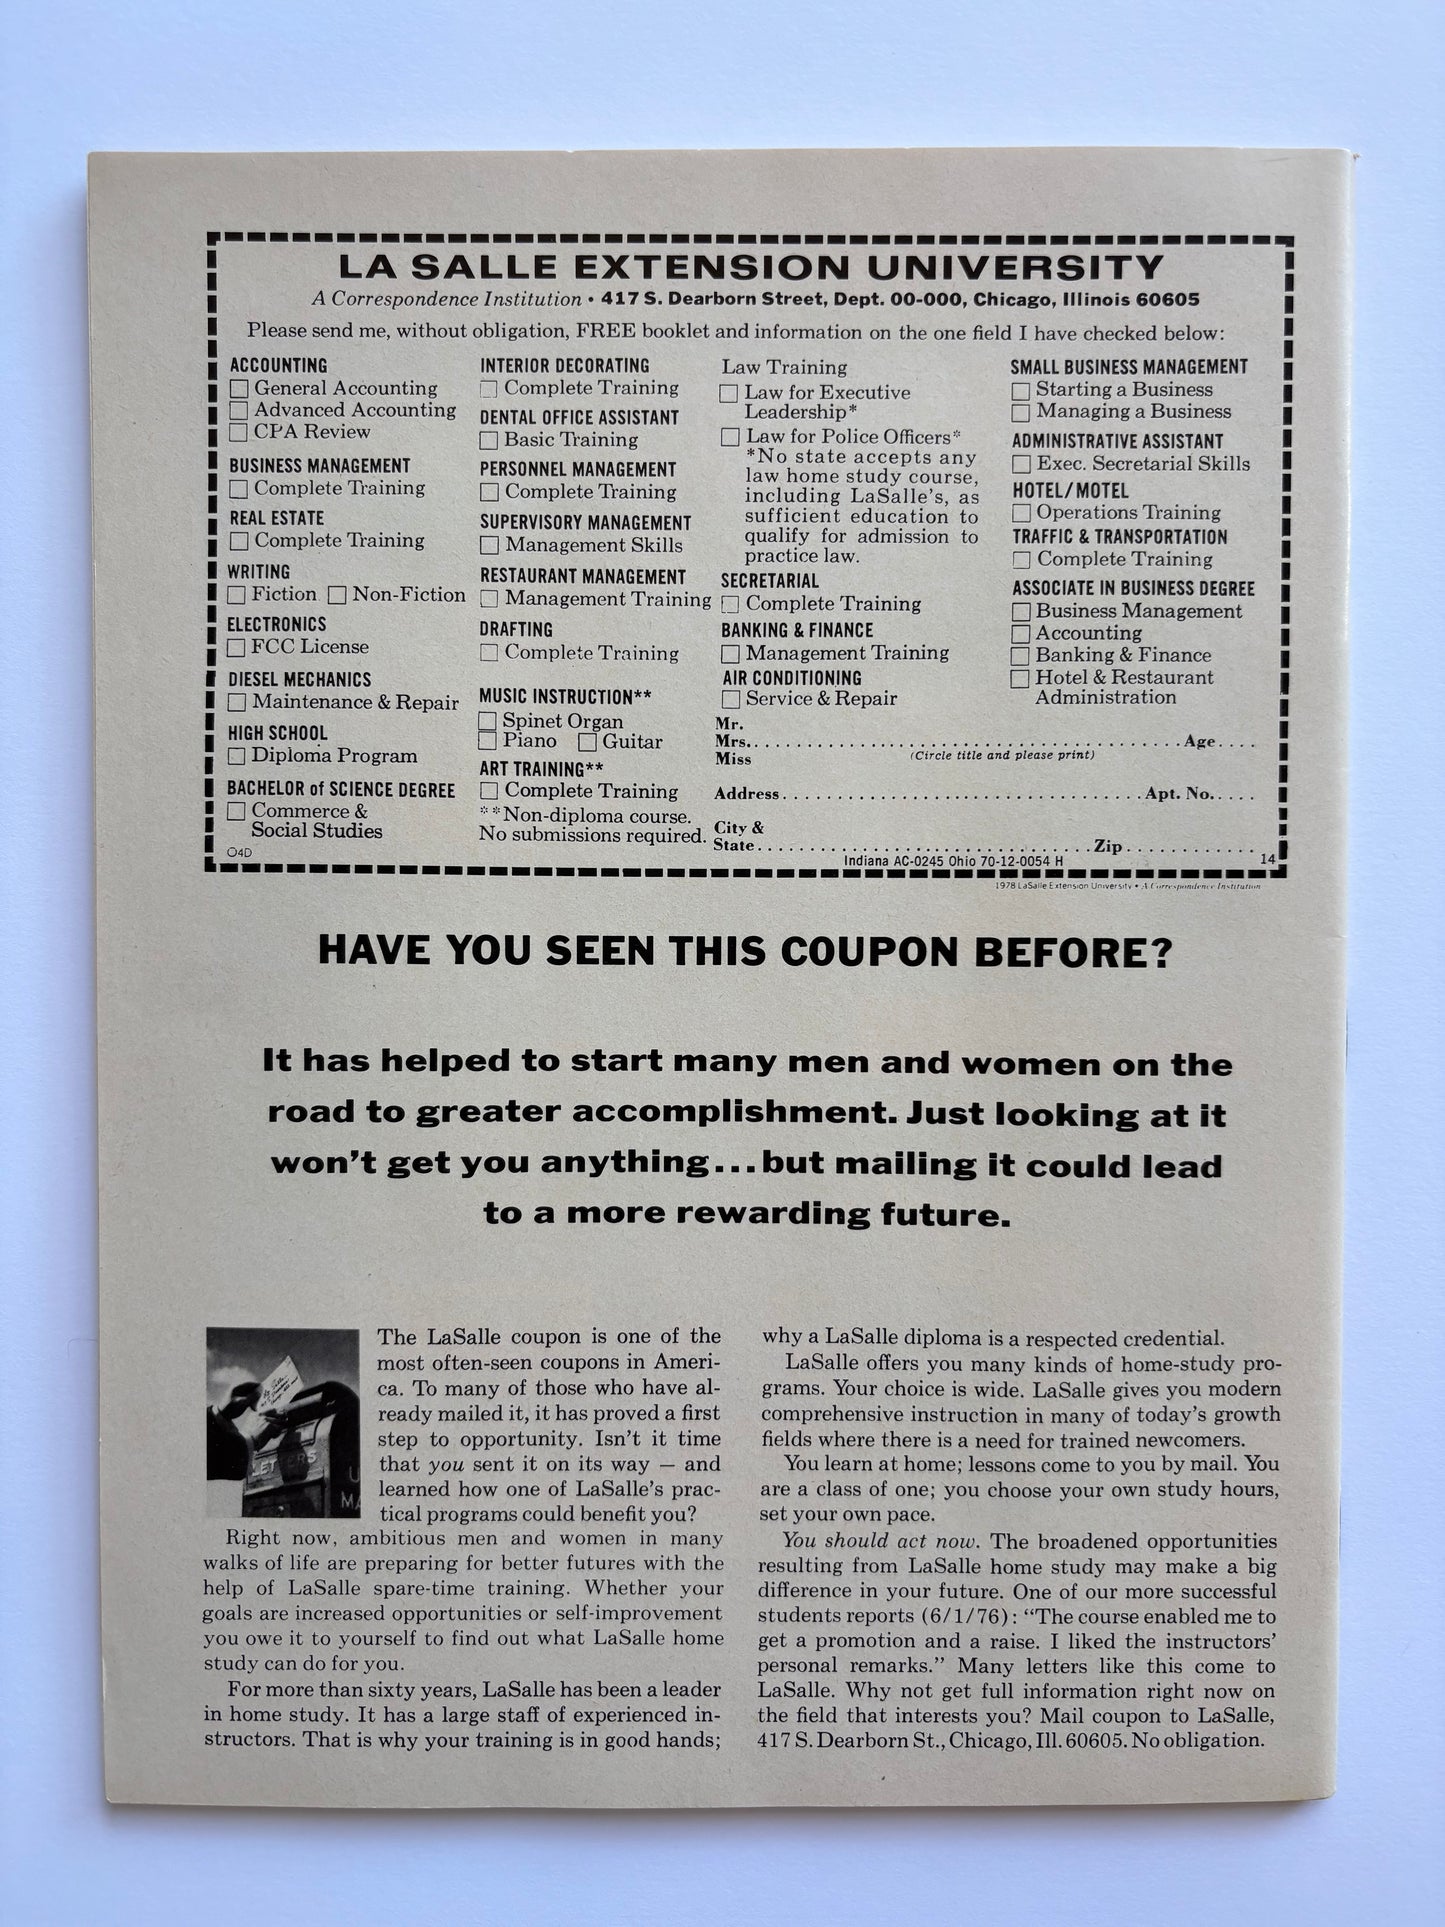 LA SALLE EXTENSION UNIVERSITY
A Correspondence Institution • 417 S. Dearborn Street, Dept. 00-000, Chicago, Illinois 60605
Please send me, without obligation, FREE booklet and information on the one field I have checked below:
ACCOUNTING
General Accounting
Advanced Accounting
CPA Review
BUSINESS MANAGEMENT
Complete Training
REAL ESTATE
Complete Training
WRITING
Fiction Non-Fiction
ELECTRONICS
FCC License
DIESEL MECHANICS
Maintenance & Repair
HIGH SCHOOL
Diploma Program
BACHELOR of SCIENCE DEGREE
Commerce &
Social Studies
O4D
INTERIOR DECORATING
Complete Training
DENTAL OFFICE ASSISTANT
Basic Training
PERSONNEL MANAGEMENT
Complete Training
SUPERVISORY MANAGEMENT
Management Skills
RESTAURANT MANAGEMENT
Management Training
DRAFTING
Complete Training
MUSIC INSTRUCTION**
Spinet Organ
Piano Guitar
ART TRAINING**
Complete Training
**Non-diploma course.
No submissions required.
Law Training
Law for Executive
Leadership*
Law for Police Officers*
*No state accepts any
law home study course,
including LaSalle's, as
sufficient education to
qualify for admission to
practice law.
SECRETARIAL
Complete Training
BANKING & FINANCE
Management Training
AIR CONDITIONING
Service & Repair
SMALL BUSINESS MANAGEMENT
Starting a Business
Managing a Business
ADMINISTRATIVE ASSISTANT
Exec. Secretarial Skills
HOTEL/MOTEL
Operations Training
TRAFFIC & TRANSPORTATION
Complete Training
ASSOCIATE IN BUSINESS DEGREE
Business Management
Accounting
Banking & Finance
Hotel & Restaurant
Administration
Mr.
Mrs. Age
Miss (Circle title and please print)
Address Apt. No.
City &
State Zip
Indiana AC-0245 Ohio 70-12-0054 H
14
1978 LaSalle Extension University • A Correspondence Institution
HAVE YOU SEEN THIS COUPON BEFORE?
It has helped to start many men and women on the
road to greater accomplishment. Just looking at it
won't get you anything...but mailing it could lead
to a more rewarding future.
LETTERS
U
MA
The LaSalle coupon is one of the
most often-seen coupons in Ameri-
ca. To many of those who have al-
ready mailed it, it has proved a first
step to opportunity. Isn't it time
that you sent it on its way — and
learned how one of LaSalle's prac-
tical programs could benefit you?
Right now, ambitious men and women in many
walks of life are preparing for better futures with the
help of LaSalle spare-time training. Whether your
goals are increased opportunities or self-improvement
you owe it to yourself to find out what LaSalle home
study can do for you.
For more than sixty years, LaSalle has been a leader
in home study. It has a large staff of experienced in-
structors. That is why your training is in good hands;
why a LaSalle diploma is a respected credential.
LaSalle offers you many kinds of home-study pro-
grams. Your choice is wide. LaSalle gives you modern
comprehensive instruction in many of today's growth
fields where there is a need for trained newcomers.
You learn at home; lessons come to you by mail. You
are a class of one; you choose your own study hours,
set your own pace.
You should act now. The broadened opportunities
resulting from LaSalle home study may make a big
difference in your future. One of our more successful
students reports (6/1/76): “The course enabled me to
get a promotion and a raise. I liked the instructors'
personal remarks.” Many letters like this come to
LaSalle. Why not get full information right now on
the field that interests you? Mail coupon to LaSalle,
417 S. Dearborn St., Chicago, Ill. 60605. No obligation.